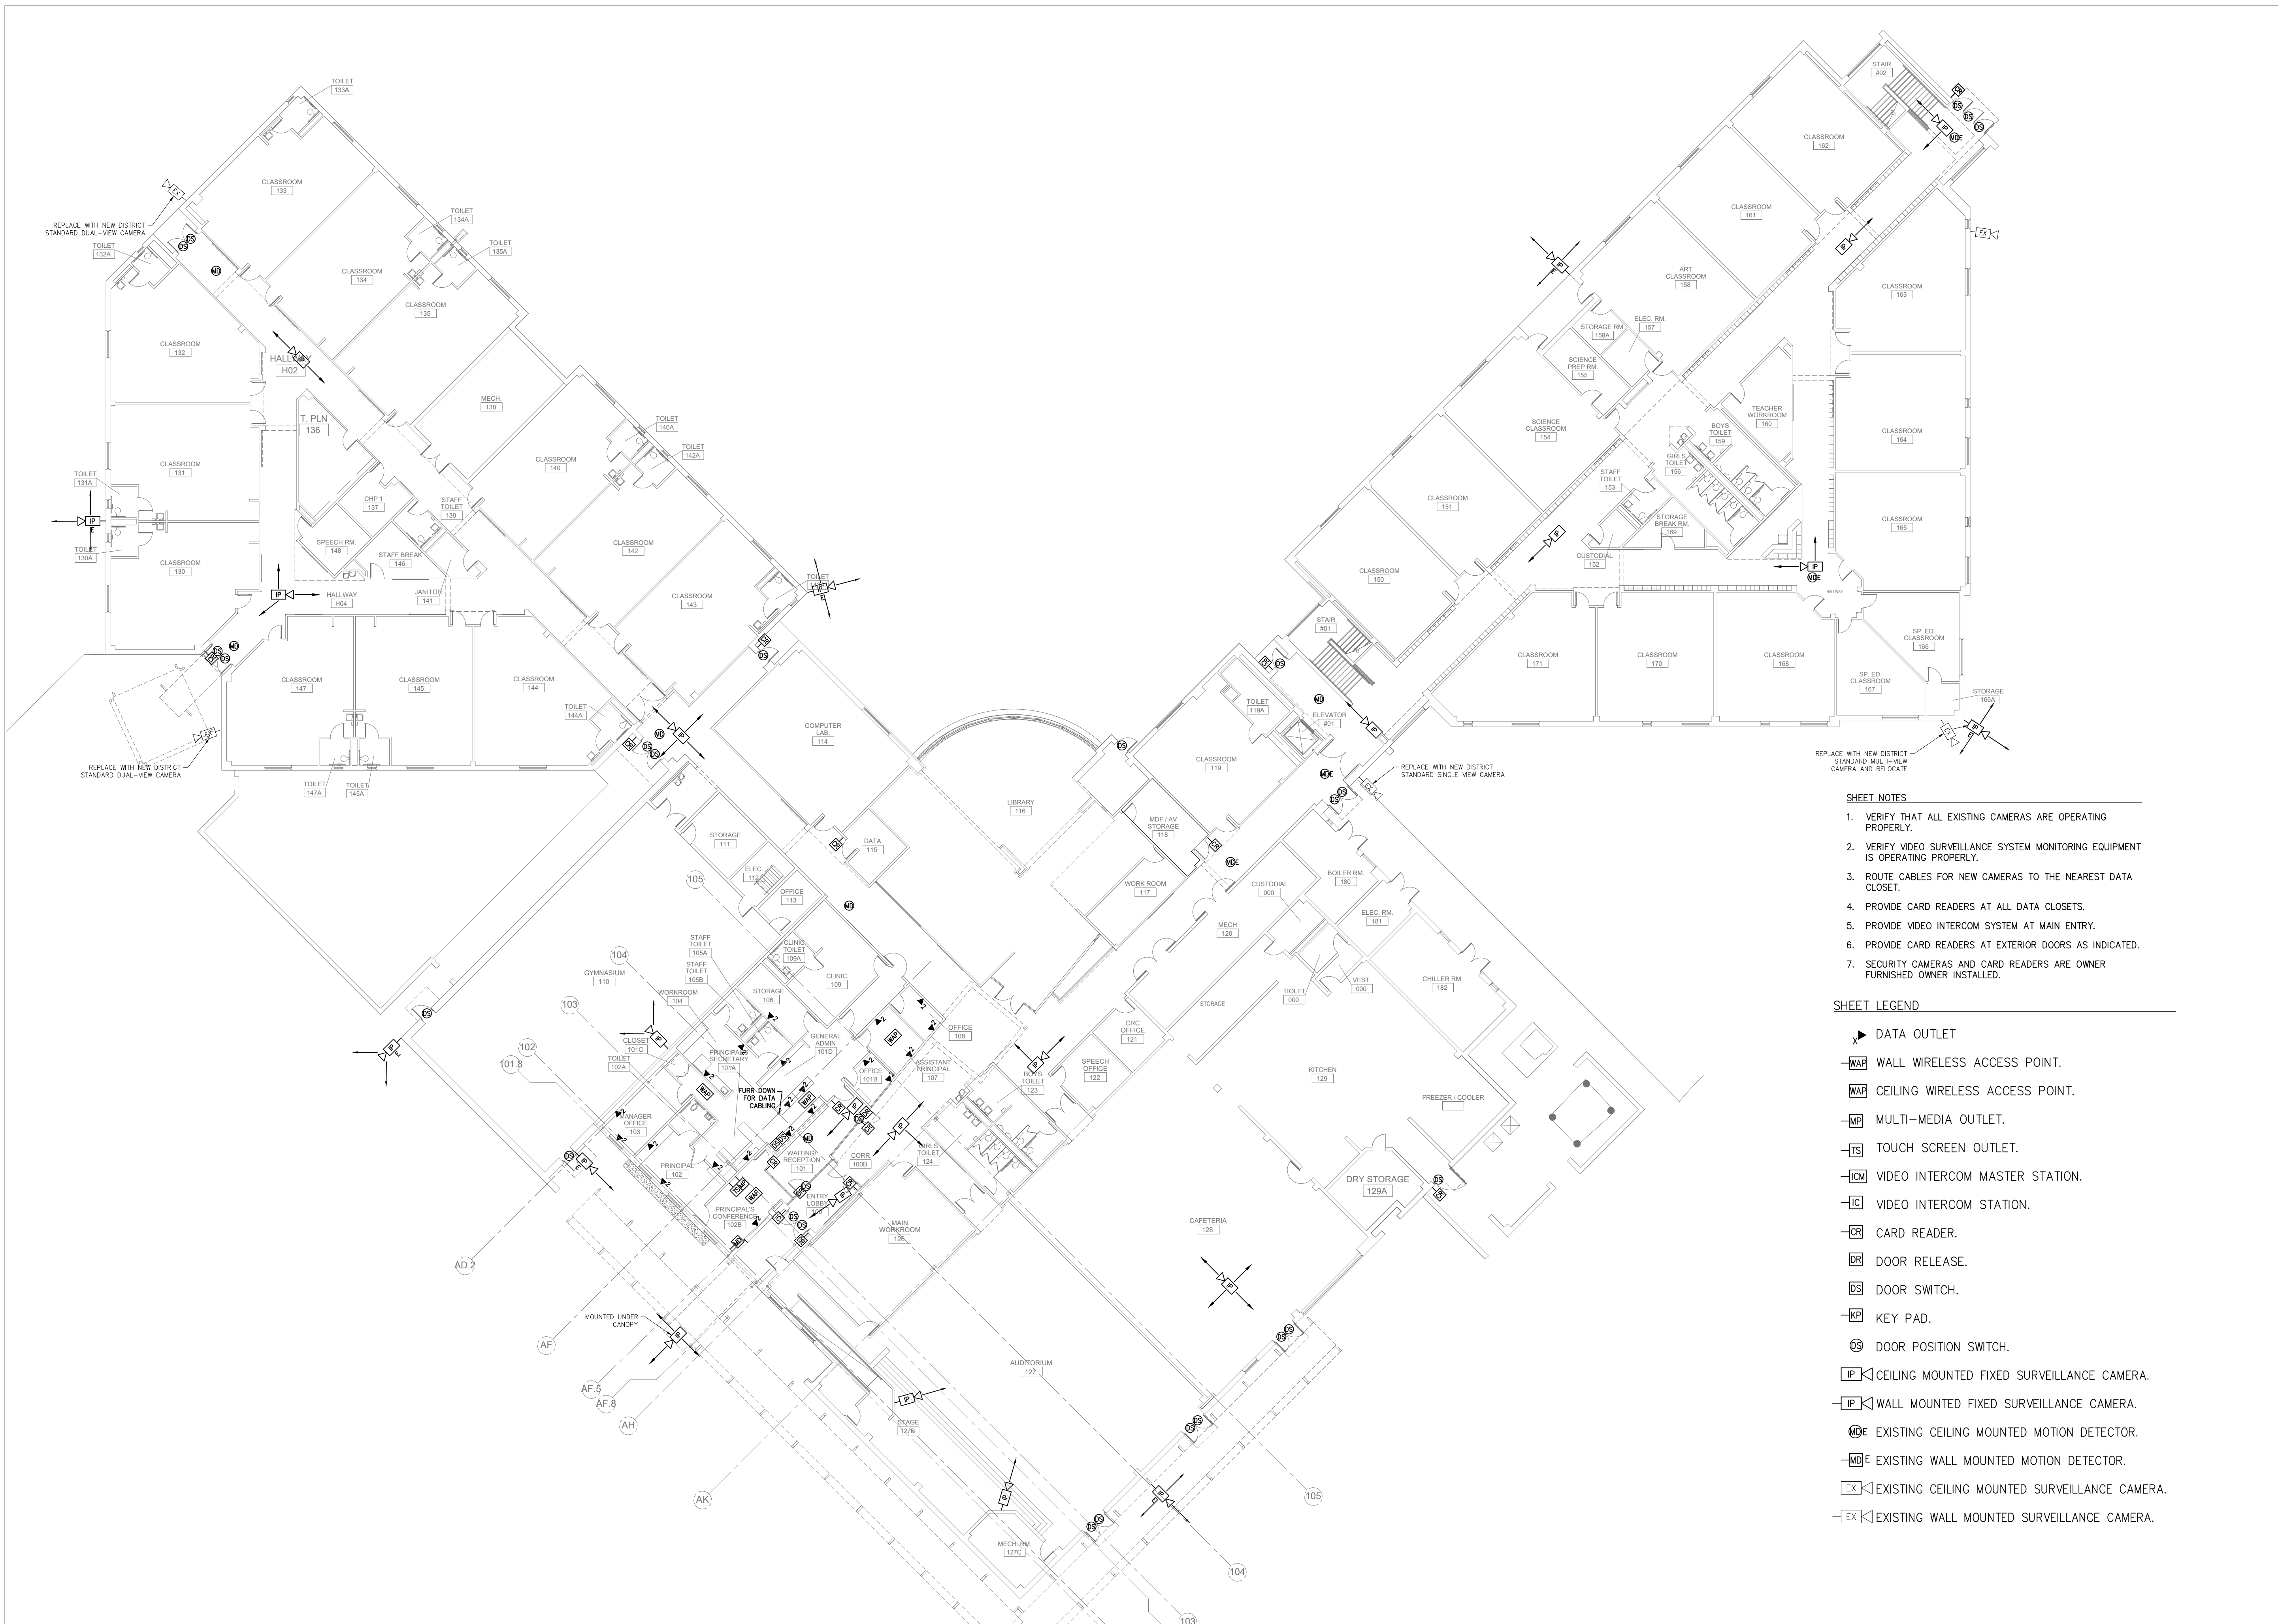 TOILET
133A
CLASSROOM
133
REPLACE WITH NEW DISTRICT
STANDARD DUAL-VIEW CAMERA
TOILET
132A
TOILET
134A
TOILET
135A
CLASSROOM
134
CLASSROOM
135
CLASSROOM
132
HALLWAY
H02
MECH.
138
T. PLN
136
TOILET
140A
TOILET
142A
CLASSROOM
131
CLASSROOM
140
TOILET
131A
CHP 1
137
STAFF
TOILET
139
TOILET
130A
CLASSROOM
130
SPEECH RM.
148
STAFF BREAK
146
CLASSROOM
142
JANITOR
141
HALLWAY
H04
TOILET
CLASSROOM
143
CLASSROOM
147
CLASSROOM
145
CLASSROOM
144
TOILET
144A
REPLACE WITH NEW DISTRICT
STANDARD DUAL-VIEW CAMERA
TOILET
147A
TOILET
145A
COMPUTER
LAB.
114
STORAGE
111
DATA
115
ELEC.
112
OFFICE
113
LIBRARY
116
STAIR
#02
CLASSROOM
162
CLASSROOM
161
ART
CLASSROOM
158
STORAGE RM.
158A
ELEC. RM.
157
SCIENCE
PREP RM.
155
CLASSROOM
163
SCIENCE
CLASSROOM
154
TEACHER
WORKROOM
160
BOYS
TOILET
159
GIRLS
TOILET
156
CLASSROOM
164
STAFF
TOILET
153
CLASSROOM
151
STORAGE
BREAK RM.
169
CLASSROOM
165
CUSTODIAL
152
CLASSROOM
150
HALLWAY
STAIR
#01
SP. ED.
CLASSROOM
166
CLASSROOM
171
CLASSROOM
170
CLASSROOM
168
SP. ED.
CLASSROOM
167
STORAGE
166A
TOILET
119A
ELEVATOR
#01
CLASSROOM
119
REPLACE WITH NEW DISTRICT
STANDARD SINGLE VIEW CAMERA
REPLACE WITH NEW DISTRICT
STANDARD MULTI-VIEW
CAMERA AND RELOCATE
MDF / AV
STORAGE
118
WORK ROOM
117
CUSTODIAL
000
BOILER RM.
180
ELEC. RM.
181
MECH
120
TIOLET
000
VEST.
000
CHILLER RM.
182
STORAGE
CRC
OFFICE
121
SPEECH
OFFICE
122
KITCHEN
129
FREEZER / COOLER
DRY STORAGE
129A
CAFETERIA
128
GYMNASIUM
110
STAFF
TOILET
105A
STAFF
TOILET
105B
CLINIC
TOILET
109A
CLINIC
109
WORKROOM
104
STORAGE
106
CLOSET
101C
TOILET
102A
PRINCIPAL'S
SECRETARY
101A
GENERAL
ADMIN
101D
OFFICE
108
OFFICE
101B
ASSISTANT
PRINCIPAL
107
BOYS
TOILET
123
FURR DOWN
FOR DATA
CABLING
MANAGER
OFFICE
103
PRINCIPAL
102
WAITING/
RECEPTION
101
CORR.
100B
GIRLS
TOILET
124
ENTRY
LOBBY
100
PRINCIPAL'S
CONFERENCE
102B
MAIN
WORKROOM
126
MOUNTED UNDER
CANOPY
AUDITORIUM
127
STAGE
127B
MECH. RM.
127C
105
104
103
102
101.8
AD.2
AF
AF.5
AF.8
AH
AK
105
104
103
SHEET NOTES
1. VERIFY THAT ALL EXISTING CAMERAS ARE OPERATING
PROPERLY.
2. VERIFY VIDEO SURVEILLANCE SYSTEM MONITORING EQUIPMENT
IS OPERATING PROPERLY.
3. ROUTE CABLES FOR NEW CAMERAS TO THE NEAREST DATA
CLOSET.
4. PROVIDE CARD READERS AT ALL DATA CLOSETS.
5. PROVIDE VIDEO INTERCOM SYSTEM AT MAIN ENTRY.
6. PROVIDE CARD READERS AT EXTERIOR DOORS AS INDICATED.
7. SECURITY CAMERAS AND CARD READERS ARE OWNER
FURNISHED OWNER INSTALLED.
SHEET LEGEND
X DATA OUTLET
WAP WALL WIRELESS ACCESS POINT.
WAP CEILING WIRELESS ACCESS POINT.
MP MULTI-MEDIA OUTLET.
TS TOUCH SCREEN OUTLET.
ICM VIDEO INTERCOM MASTER STATION.
IC VIDEO INTERCOM STATION.
CR CARD READER.
DR DOOR RELEASE.
DS DOOR SWITCH.
KP KEY PAD.
DS DOOR POSITION SWITCH.
IP CEILING MOUNTED FIXED SURVEILLANCE CAMERA.
IP WALL MOUNTED FIXED SURVEILLANCE CAMERA.
MD E EXISTING CEILING MOUNTED MOTION DETECTOR.
MD E EXISTING WALL MOUNTED MOTION DETECTOR.
EX EXISTING CEILING MOUNTED SURVEILLANCE CAMERA.
EX EXISTING WALL MOUNTED SURVEILLANCE CAMERA.